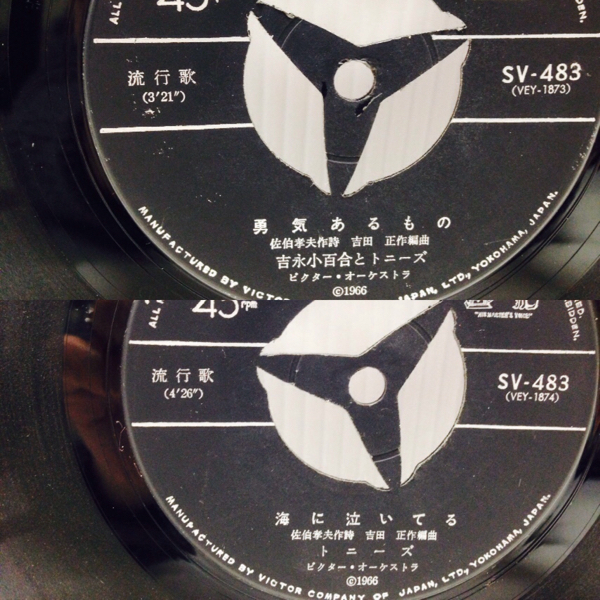 ALL
45
流行歌
(3′21″)
SV-483
(VEY-1873)
勇気あるもの
佐伯孝夫作詩 吉田 正作編曲
吉永小百合とトニーズ
ビクター・オーケストラ
©1966
MANUFACTURED BY VICTOR JAPAN, LTD, YOKOHAMA, JAPAN.
ALL
45rpm
流行歌
(4′26″)
SV-483
(VEY-1874)
海に泣いてる
佐伯孝夫作詩 吉田 正作編曲
トニーズ
ビクター・オーケストラ
©1966
MANUFACTURED BY VICTOR COMPANY OF JAPAN, LTD, YOKOHAMA, JAPAN.